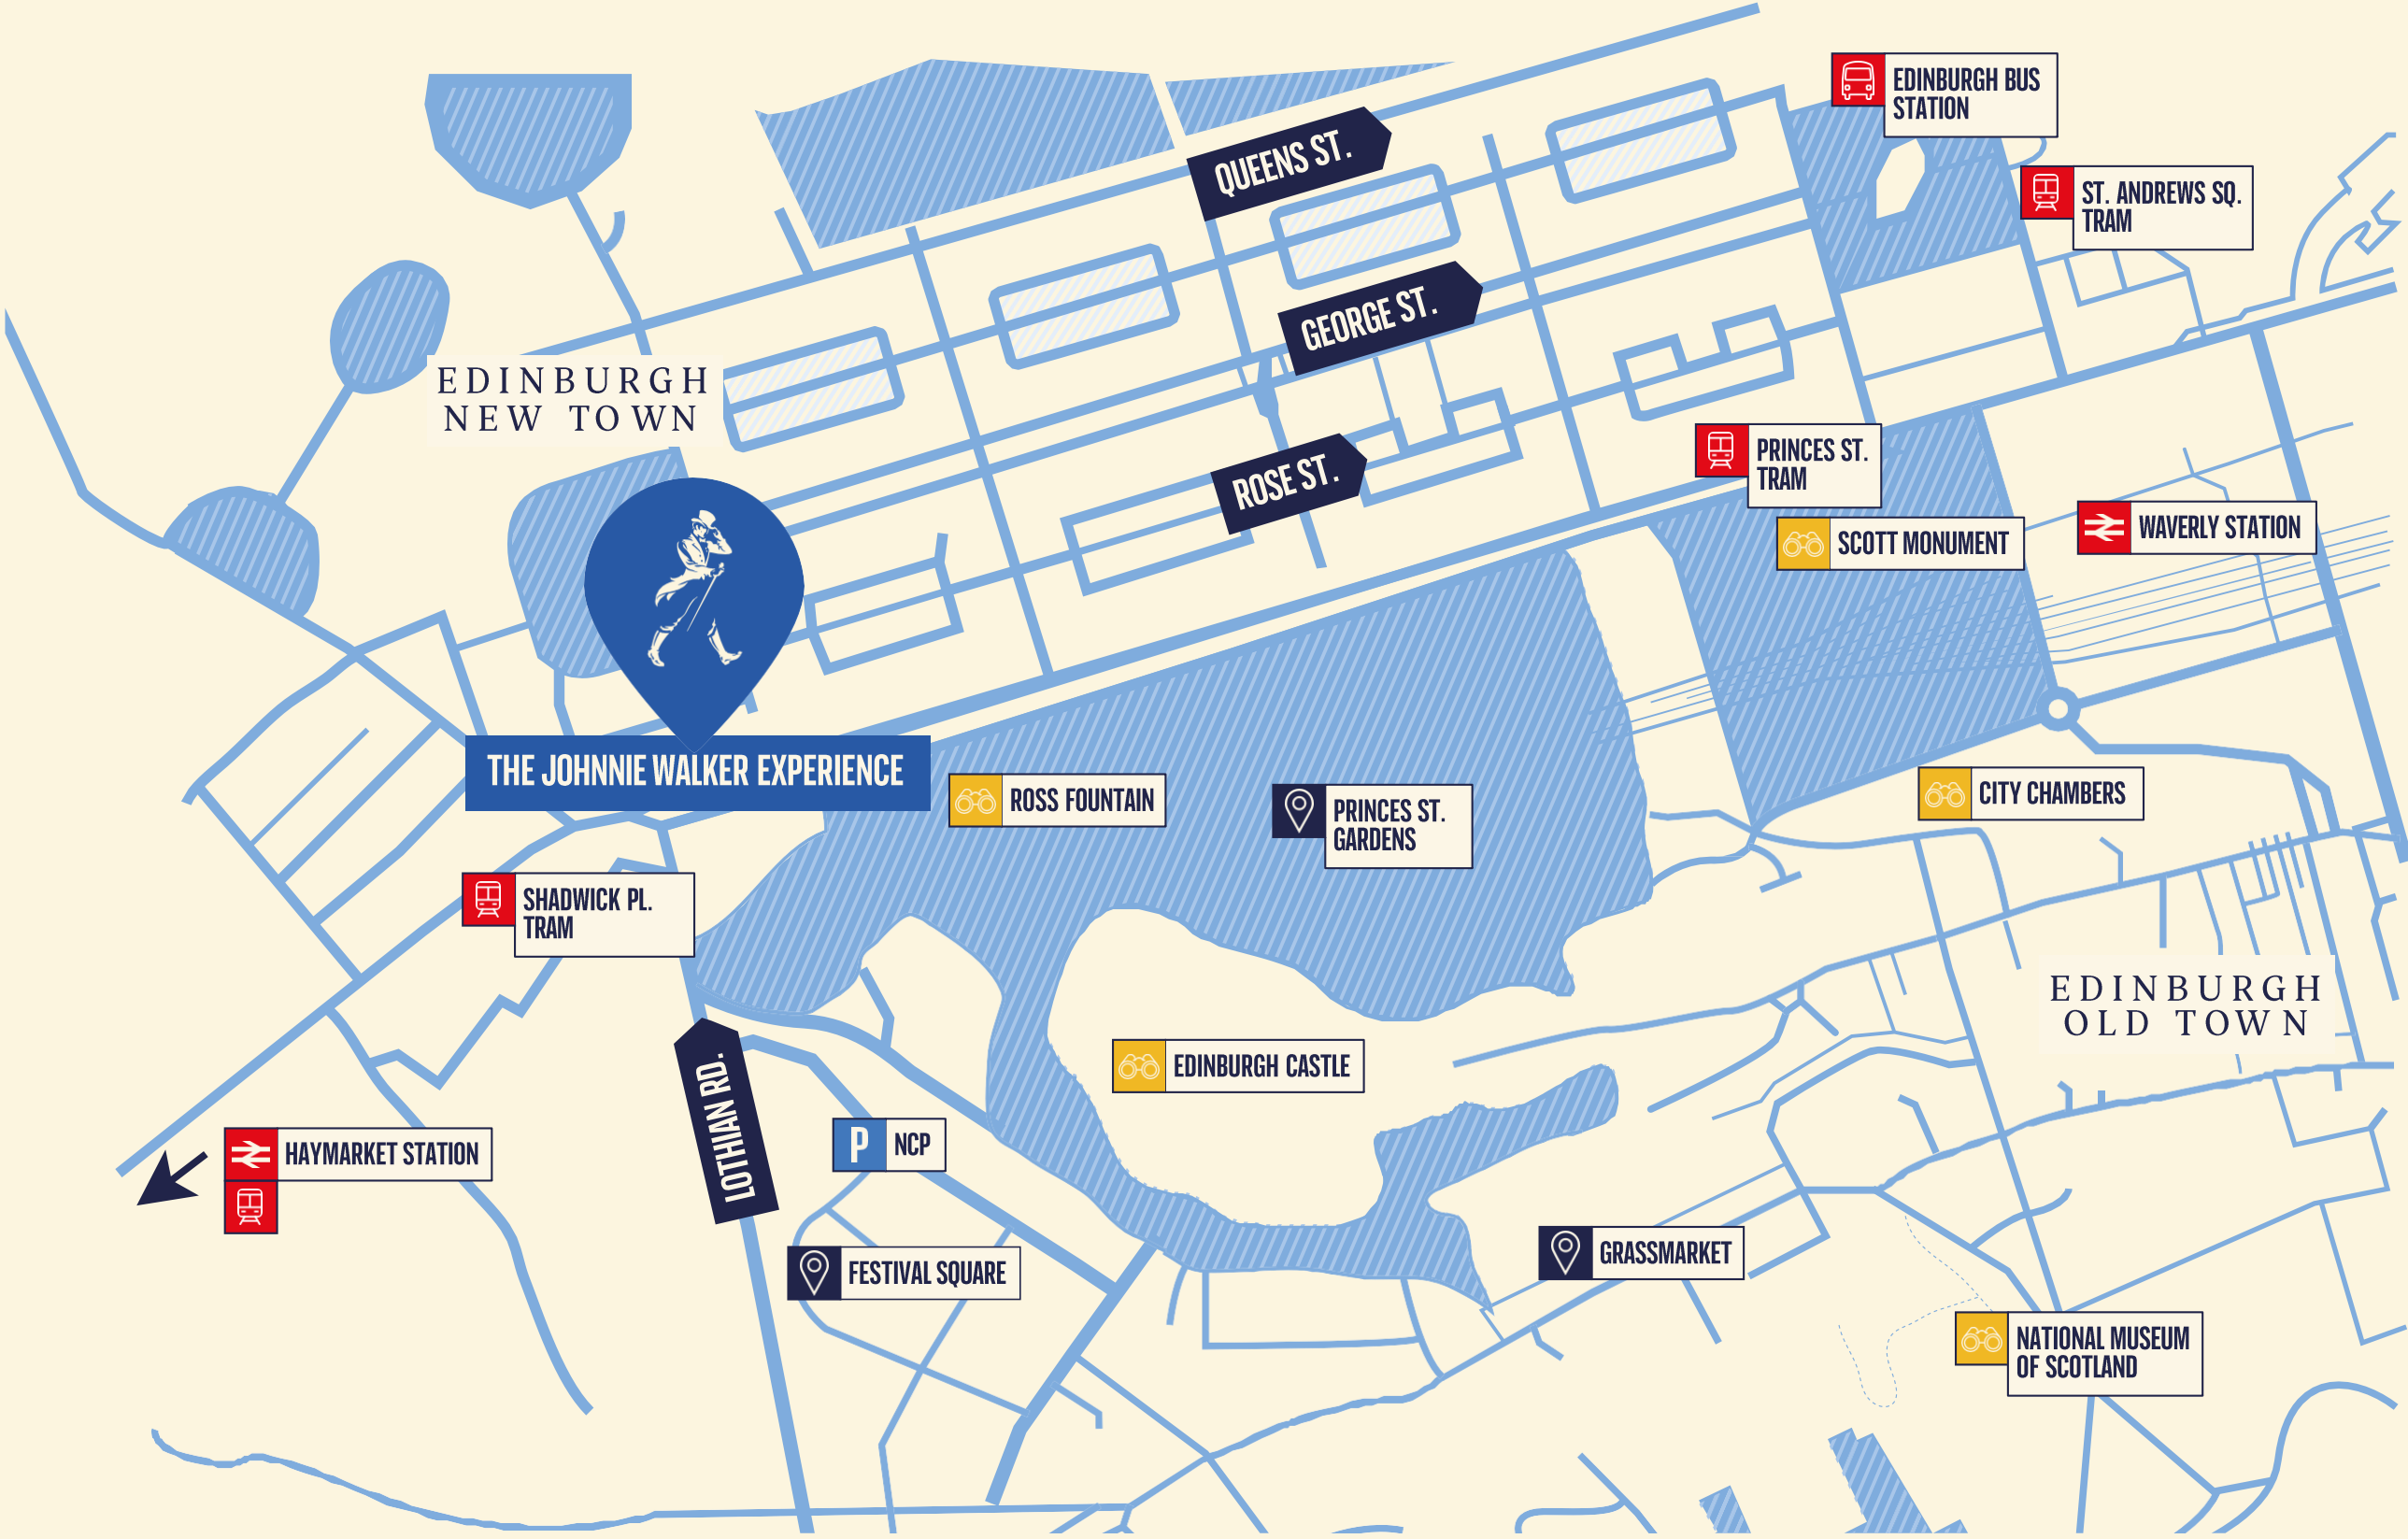 EDINBURGH BUS
STATION
QUEENS ST.
ST. ANDREWS SQ.
TRAM
GEORGE ST.
EDINBURGH
NEW TOWN
PRINCES ST.
TRAM
ROSE ST.
WAVERLY STATION
SCOTT MONUMENT
THE JOHNNIE WALKER EXPERIENCE
ROSS FOUNTAIN
PRINCES ST.
GARDENS
CITY CHAMBERS
SHADWICK PL.
TRAM
EDINBURGH
OLD TOWN
EDINBURGH CASTLE
LOTHIAN RD.
P NCP
HAYMARKET STATION
GRASSMARKET
FESTIVAL SQUARE
NATIONAL MUSEUM
OF SCOTLAND